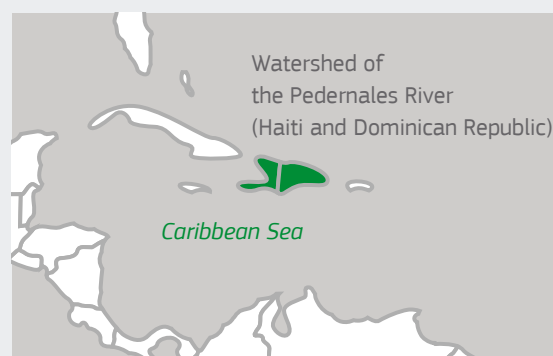 Watershed of
the Pedernales River
(Haiti and Dominican Republic)
Caribbean Sea